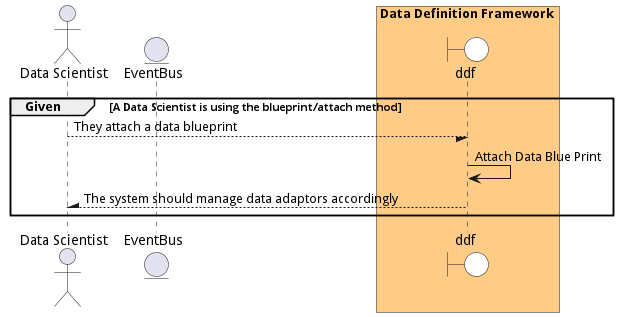 Data Definition Framework
Data Scientist
EventBus
ddf
Given
[A Data Scientist is using the blueprint/attach method]
They attach a data blueprint
Attach Data Blue Print
The system should manage data adaptors accordingly
Data Scientist
EventBus
ddf